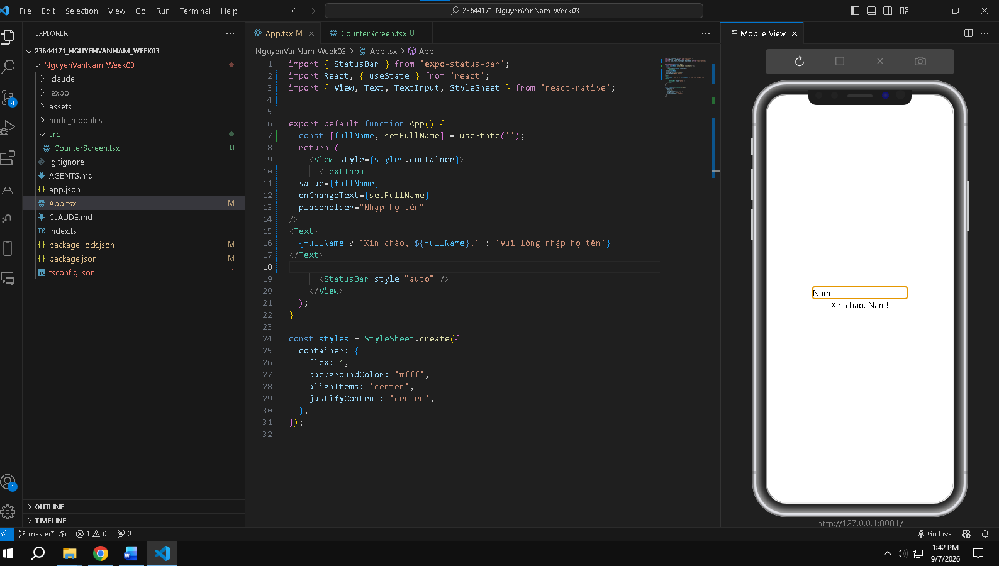 File Edit Selection View Go Run Terminal Help
23644171_NguyenVanNam_Week03
EXPLORER
23644171_NGUYENVANNAM_WEEK03
NguyenVanNam_Week03
.claude
.expo
assets
node_modules
src
CounterScreen.tsx U
.gitignore
AGENTS.md
{} app.json
App.tsx M
CLAUDE.md
TS index.ts
{} package-lock.json M
{} package.json M
TS tsconfig.json 1
OUTLINE
TIMELINE
4
1
App.tsx M
CounterScreen.tsx U
NguyenVanNam_Week03 > App.tsx > App
1 import { StatusBar } from 'expo-status-bar';
2 import React, { useState } from 'react';
3 import { View, Text, TextInput, StyleSheet } from 'react-native';
4
5
6 export default function App() {
7 const [fullName, setFullName] = useState('');
8 return (
9 <View style={styles.container}>
10 <TextInput
11 value={fullName}
12 onChangeText={setFullName}
13 placeholder="Nhập họ tên"
14 />
15 <Text>
16 {fullName ? `Xin chào, ${fullName}!` : 'Vui lòng nhập họ tên'}
17 </Text>
18
19 <StatusBar style="auto" />
20 </View>
21 );
22 }
23
24 const styles = StyleSheet.create({
25 container: {
26 flex: 1,
27 backgroundColor: '#fff',
28 alignItems: 'center',
29 justifyContent: 'center',
30 },
31 });
32
Mobile View
Nam
Xin chào, Nam!
http://127.0.0.1:8081/
master* 1 0 0
Go Live
1:42 PM
9/7/2026